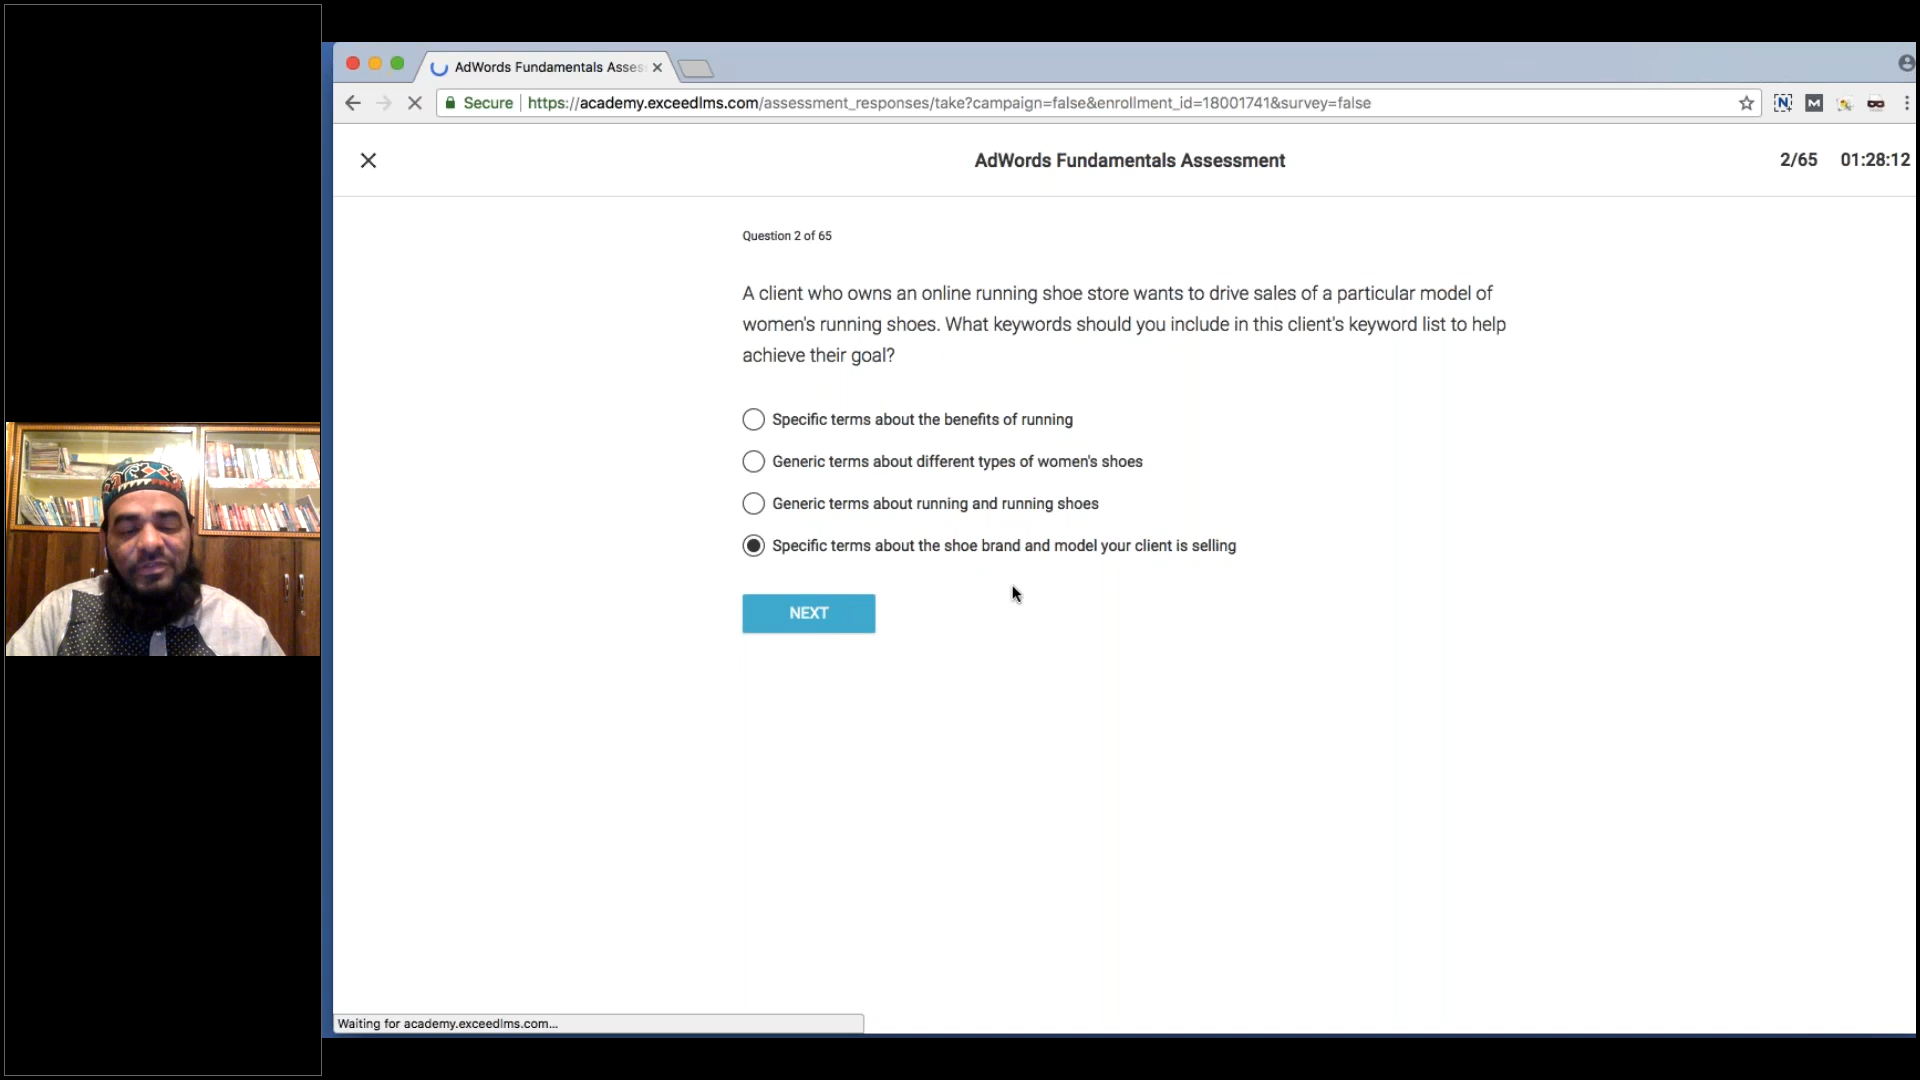 AdWords Fundamentals Asses
Secure
https://academy.exceedlms.com/assessment_responses/take?campaign=false&enrollment_id=18001741&survey=false
AdWords Fundamentals Assessment
2/65 01:28:12
Question 2 of 65
A client who owns an online running shoe store wants to drive sales of a particular model of
women's running shoes. What keywords should you include in this client's keyword list to help
achieve their goal?
Specific terms about the benefits of running
Generic terms about different types of women's shoes
Generic terms about running and running shoes
Specific terms about the shoe brand and model your client is selling
NEXT
Waiting for academy.exceedlms.com...